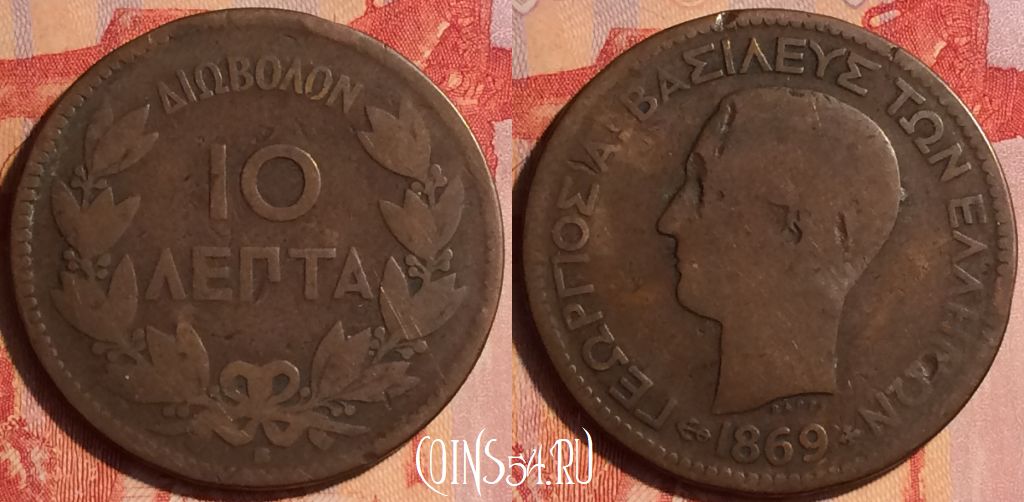 ΔΙΩΒΟΛΟΝ
10
ΛΕΠΤΑ
ΓΕΩΡΓΙΟΣ Α! ΒΑΣΙΛΕΥΣ ΤΩΝ ΕΛΛΗΝΩΝ
1869
COINS54.RU